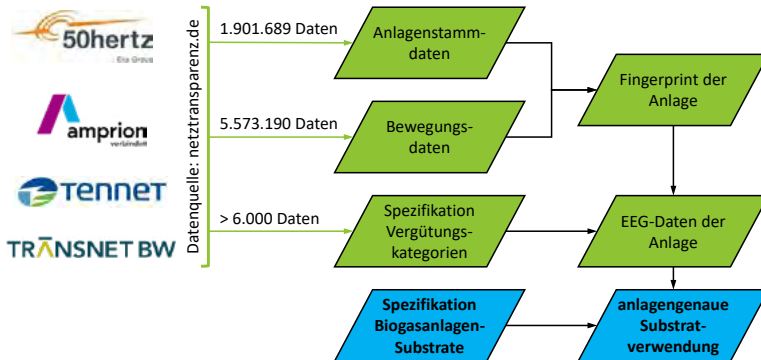 50hertz
Elia Group
amprion
verbindet
TENNET
TRANSNET BW
Datenquelle: netztransparenz.de
1.901.689 Daten
5.573.190 Daten
> 6.000 Daten
Anlagenstamm-
daten
Bewegungs-
daten
Spezifikation
Vergütungs-
kategorien
Spezifikation
Biogasanlagen-
Substrate
Fingerprint der
Anlage
EEG-Daten der
Anlage
anlagengenaue
Substrat-
verwendung